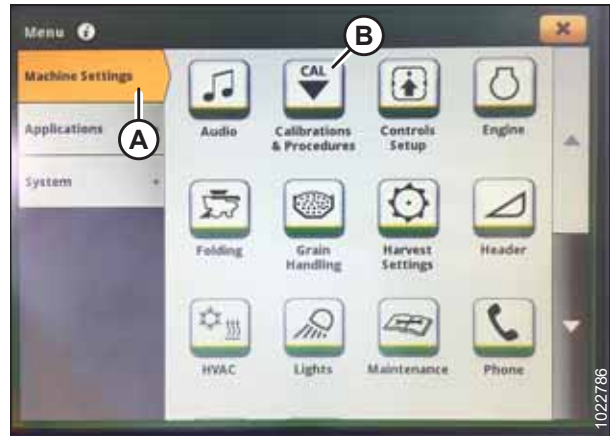 Menu i
B
Machine Settings
CAL
Audio
Calibrations
& Procedures
Controls
Setup
Engine
Applications
A
System
Folding
Grain
Handling
Harvest
Settings
Header
HVAC
Lights
Maintenance
Phone
1022786